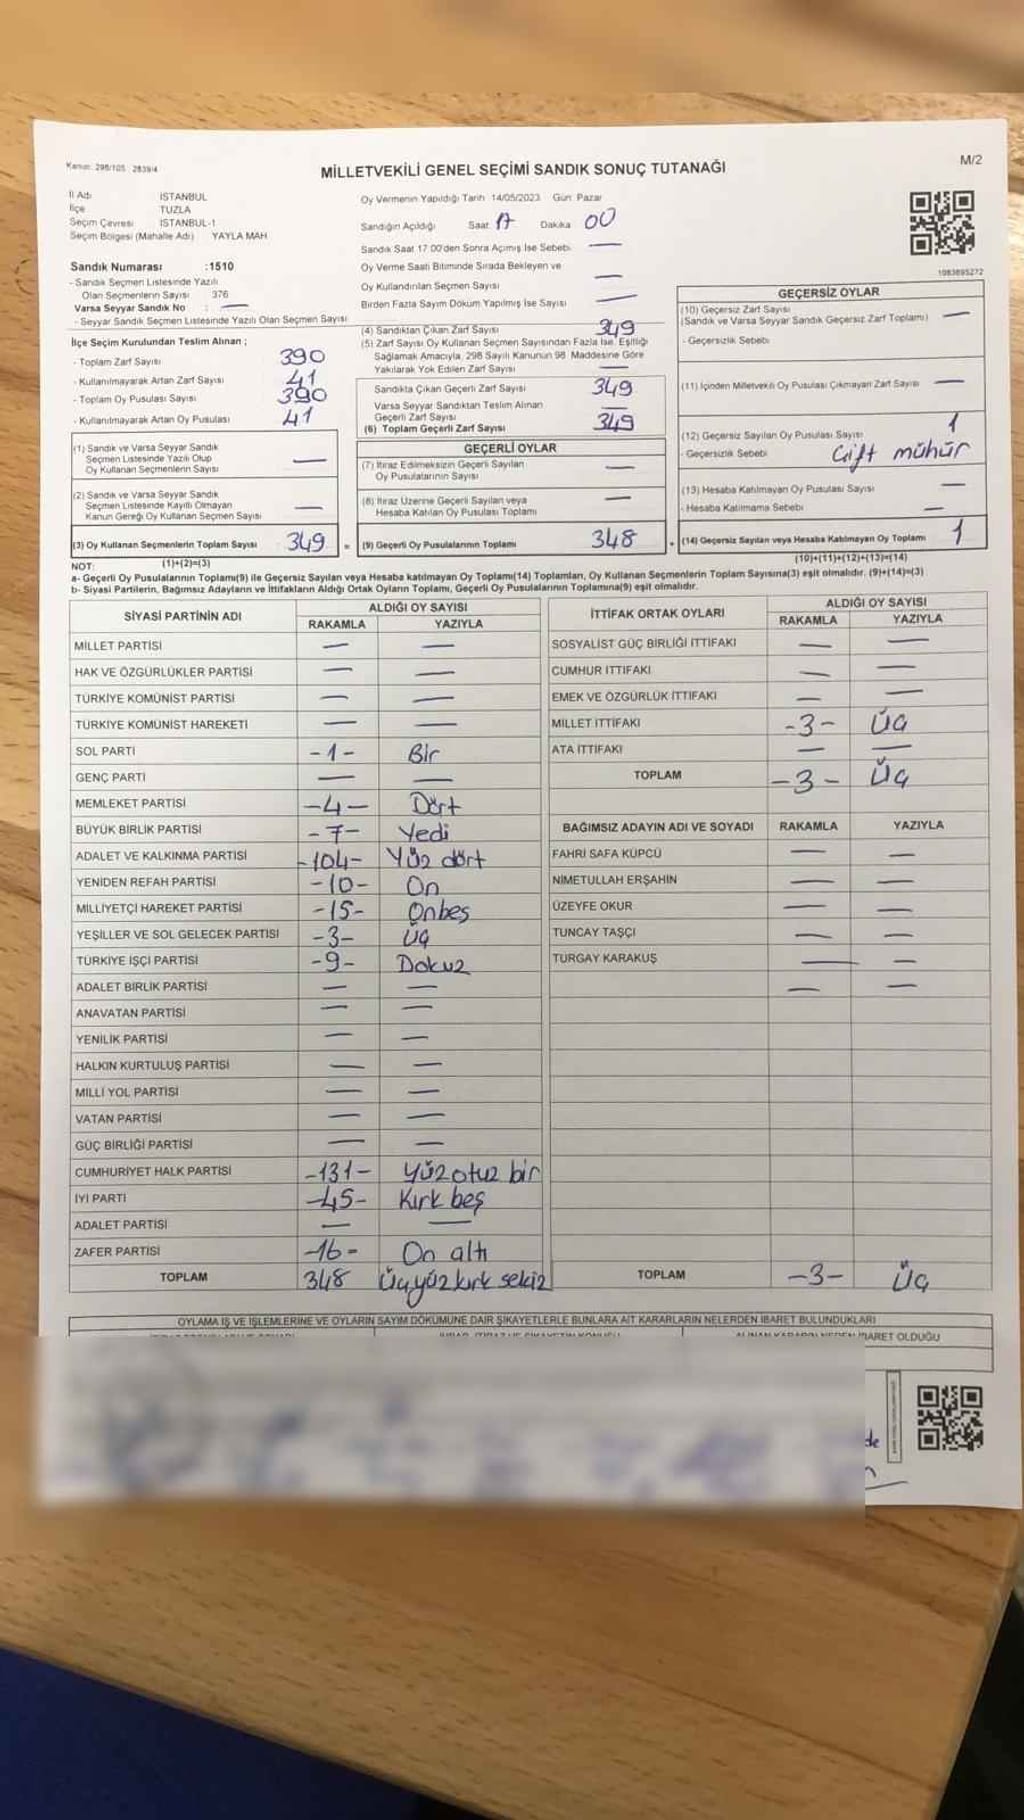 Kanun: 298/105 2839/4
MİLLETVEKİLİ GENEL SEÇİMİ SANDIK SONUÇ TUTANAĞI
M/2
İl Adı İSTANBUL
İlçe TUZLA
Seçim Çevresi İSTANBUL-1
Seçim Bölgesi (Mahalle Adı) YAYLA MAH
Oy Vermenin Yapıldığı Tarih 14/05/2023 Gün: Pazar
Sandığın Açıldığı Saat Dakika 00
Sandık Saat 17:00'den Sonra Açımış İse Sebebi —
Sandık Numarası :1510
- Sandık Seçmen Listesinde Yazılı
Olan Seçmenlerin Sayısı 376
Varsa Seyyar Sandık No : —
- Seyyar Sandık Seçmen Listesinde Yazılı Olan Seçmen Sayısı
Oy Verme Saati Bitiminde Sırada Bekleyen ve
Oy Kullandırılan Seçmen Sayısı —
Birden Fazla Sayım Döküm Yapılmış İse Sayısı —
1083695272
İlçe Seçim Kurulundan Teslim Alınan ;
- Toplam Zarf Sayısı 390
- Kullanılmayarak Artan Zarf Sayısı 41
- Toplam Oy Pusulası Sayısı 390
- Kullanılmayarak Artan Oy Pusulası 41
(4) Sandıktan Çıkan Zarf Sayısı 349
(5) Zarf Sayısı Oy Kullanan Seçmen Sayısından Fazla İse, Eşitliği
Sağlamak Amacıyla, 298 Sayılı Kanunun 98. Maddesine Göre
Yakılarak Yok Edilen Zarf Sayısı —
Sandıkta Çıkan Geçerli Zarf Sayısı 349
Varsa Seyyar Sandıktan Teslim Alınan
Geçerli Zarf Sayısı —
(6) Toplam Geçerli Zarf Sayısı 349
GEÇERSİZ OYLAR
(10) Geçersiz Zarf Sayısı
(Sandık ve Varsa Seyyar Sandık Geçersiz Zarf Toplamı) —
- Geçersizlik Sebebi
(11) İçinden Milletvekili Oy Pusulası Çıkmayan Zarf Sayısı —
(12) Geçersiz Sayılan Oy Pusulası Sayısı 1
- Geçersizlik Sebebi Çift mühür
(13) Hesaba Katılmayan Oy Pusulası Sayısı —
- Hesaba Katılmama Sebebi —
(1) Sandık ve Varsa Seyyar Sandık
Seçmen Listesinde Yazılı Olup
Oy Kullanan Seçmenlerin Sayısı —
(2) Sandık ve Varsa Seyyar Sandık
Seçmen Listesinde Kayıtlı Olmayan
Kanun Gereği Oy Kullanan Seçmen Sayısı —
GEÇERLİ OYLAR
(7) İtiraz Edilmeksizin Geçerli Sayılan
Oy Pusulalarının Sayısı —
(8) İtiraz Üzerine Geçerli Sayılan veya
Hesaba Katılan Oy Pusulası Toplamı —
(3) Oy Kullanan Seçmenlerin Toplam Sayısı 349 = (9) Geçerli Oy Pusulalarının Toplamı 348 + (14) Geçersiz Sayılan veya Hesaba Katılmayan Oy Toplamı 1
NOT: (1)+(2)=(3) (10)+(11)+(12)+(13)=(14)
a- Geçerli Oy Pusulalarının Toplamı(9) ile Geçersiz Sayılan veya Hesaba katılmayan Oy Toplamı(14) Toplamları, Oy Kullanan Seçmenlerin Toplam Sayısına(3) eşit olmalıdır. (9)+(14)=(3)
b- Siyasi Partilerin, Bağımsız Adayların ve İttifakların Aldığı Ortak Oyların Toplamı, Geçerli Oy Pusulalarının Toplamına(9) eşit olmalıdır.
SİYASİ PARTİNİN ADI ALDIĞI OY SAYISI
RAKAMLA YAZIYLA
MİLLET PARTİSİ — —
HAK VE ÖZGÜRLÜKLER PARTİSİ — —
TÜRKİYE KOMÜNİST PARTİSİ — —
TÜRKİYE KOMÜNİST HAREKETİ — —
SOL PARTİ -1- Bir
GENÇ PARTİ — —
MEMLEKET PARTİSİ -4- Dört
BÜYÜK BİRLİK PARTİSİ -7- Yedi
ADALET VE KALKINMA PARTİSİ -104- Yüz dört
YENİDEN REFAH PARTİSİ -10- On
MİLLİYETÇİ HAREKET PARTİSİ -15- Onbeş
YEŞİLLER VE SOL GELECEK PARTİSİ -3- Üç
TÜRKİYE İŞÇİ PARTİSİ -9- Dokuz
ADALET BİRLİK PARTİSİ — —
ANAVATAN PARTİSİ — —
YENİLİK PARTİSİ — —
HALKIN KURTULUŞ PARTİSİ — —
MİLLİ YOL PARTİSİ — —
VATAN PARTİSİ — —
GÜÇ BİRLİĞİ PARTİSİ — —
CUMHURİYET HALK PARTİSİ -131- Yüz otuz bir
İYİ PARTİ -45- Kırk beş
ADALET PARTİSİ — —
ZAFER PARTİSİ -16- On altı
TOPLAM 348 Üçyüz kırk sekiz
İTTİFAK ORTAK OYLARI ALDIĞI OY SAYISI
RAKAMLA YAZIYLA
SOSYALİST GÜÇ BİRLİĞİ İTTİFAKI — —
CUMHUR İTTİFAKI — —
EMEK VE ÖZGÜRLÜK İTTİFAKI — —
MİLLET İTTİFAKI -3- Üç
ATA İTTİFAKI — —
TOPLAM -3- Üç
BAĞIMSIZ ADAYIN ADI VE SOYADI RAKAMLA YAZIYLA
FAHRİ SAFA KÜPCÜ — —
NİMETULLAH ERŞAHİN — —
ÜZEYFE OKUR — —
TUNCAY TAŞÇI — —
TURGAY KARAKUŞ — —
— —
TOPLAM -3- Üç
OYLAMA İŞ VE İŞLEMLERİNE VE OYLARIN SAYIM DÖKÜMÜNE DAİR ŞİKAYETLERLE BUNLARA AİT KARARLARIN NELERDEN İBARET BULUNDUKLARI
İBARET OLDUĞU
de